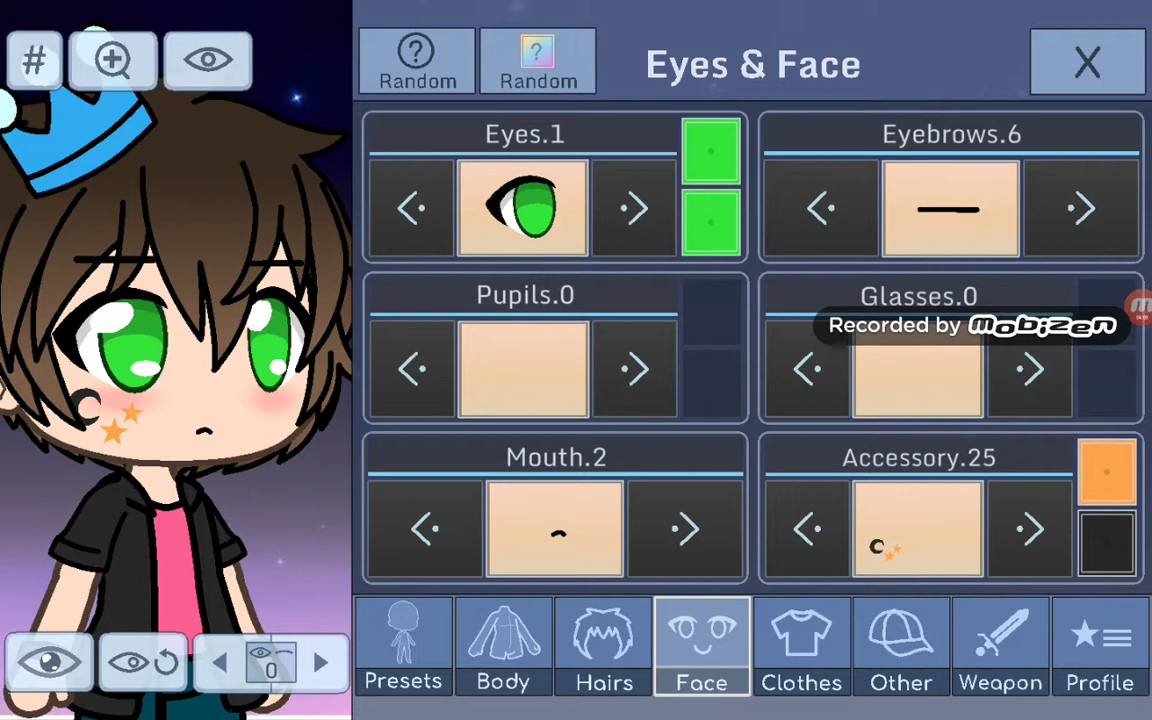 #
?
Random
?
Random
Eyes & Face
X
Eyes.1
Eyebrows.6
Pupils.0
Glasses.0
Recorded by mobizen
Mouth.2
Accessory.25
0
Presets
Body
Hairs
Face
Clothes
Other
Weapon
Profile